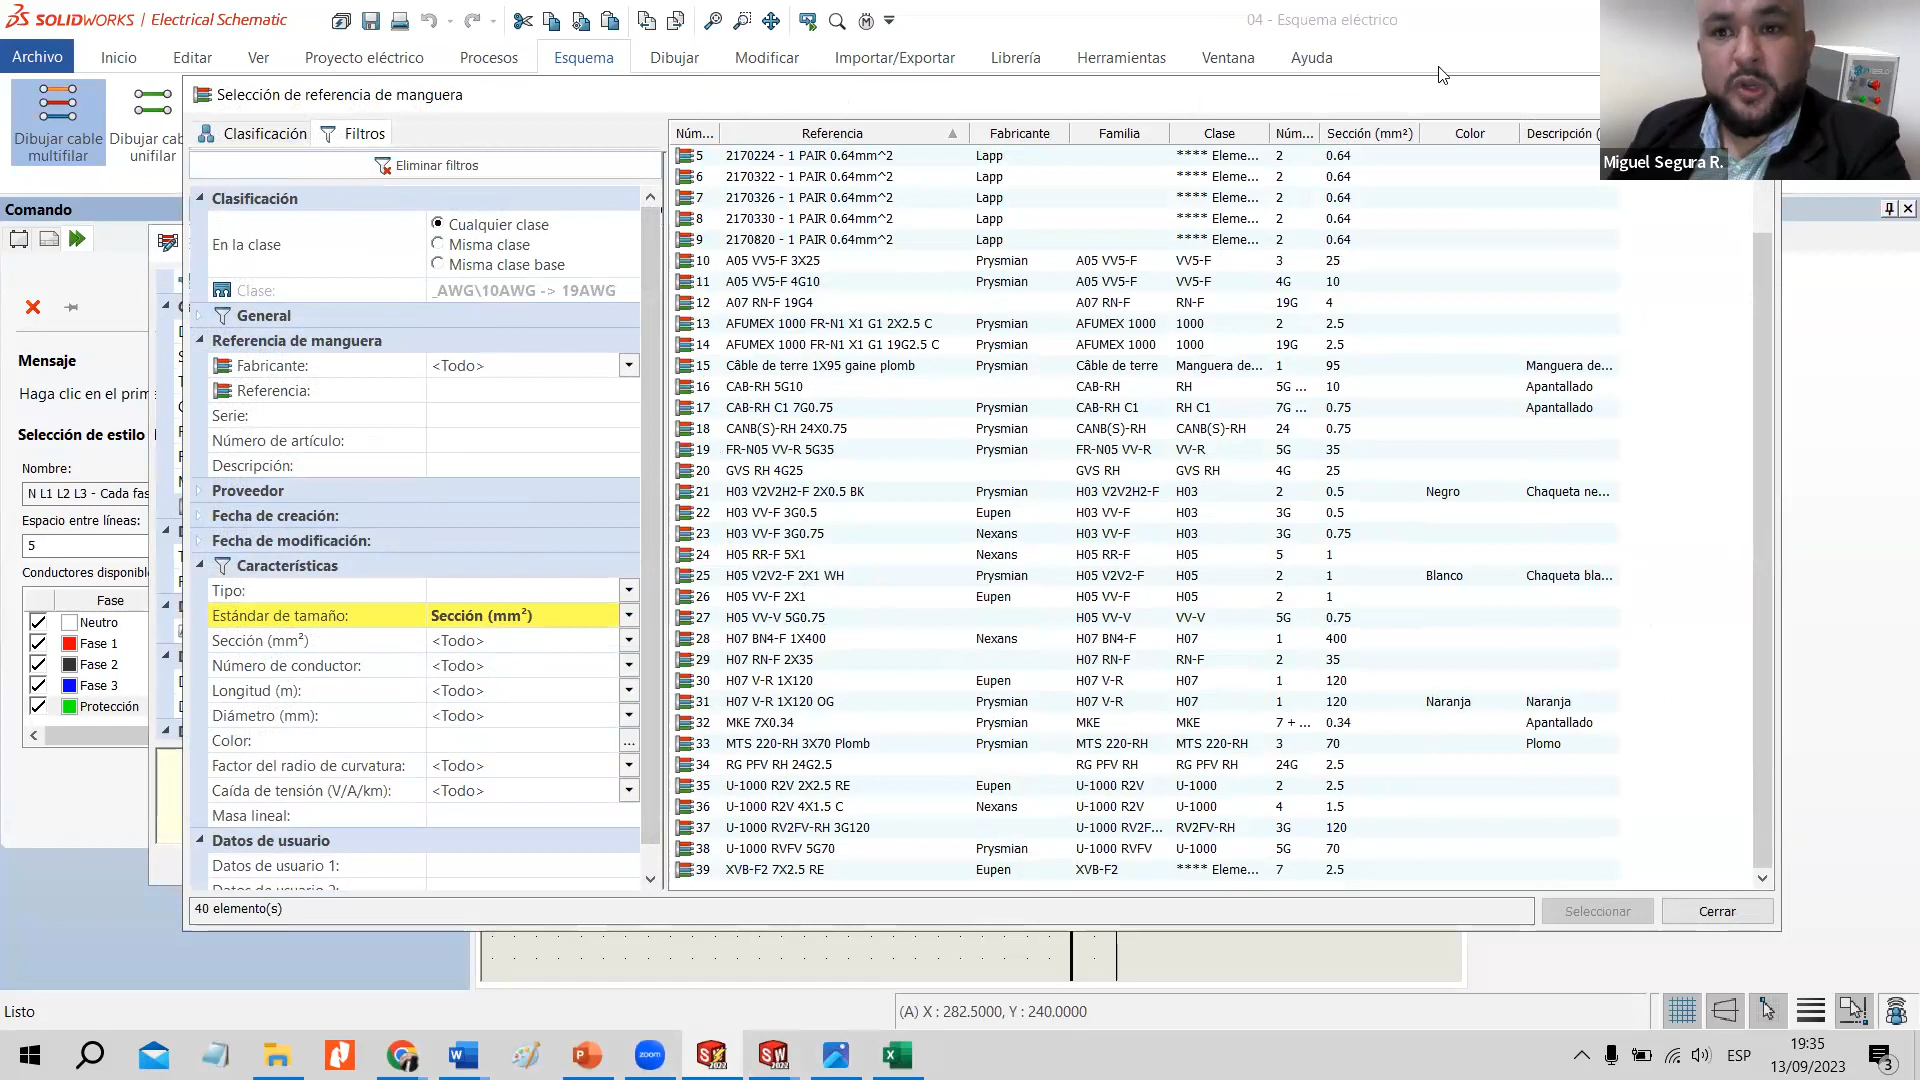 SOLIDWORKS | Electrical Schematic
04 - Esquema eléctrico
Archivo Inicio Editar Ver Proyecto eléctrico Procesos Esquema Dibujar Modificar Importar/Exportar Librería Herramientas Ventana Ayuda
Dibujar cable multifilar
Dibujar cab unifilar
Miguel Segura R.
Comando
Mensaje
Haga clic en el prim
Selección de estilo
Nombre:
N L1 L2 L3 - Cada fas
Espacio entre líneas:
5
Conductores disponibl
Fase
Neutro
Fase 1
Fase 2
Fase 3
Protección
Selección de referencia de manguera
Clasificación Filtros
Eliminar filtros
Clasificación
En la clase
Cualquier clase
Misma clase
Misma clase base
Clase: _AWG\10AWG -> 19AWG
General
Referencia de manguera
Fabricante: <Todo>
Referencia:
Serie:
Número de artículo:
Descripción:
Proveedor
Fecha de creación:
Fecha de modificación:
Características
Tipo:
Estándar de tamaño: Sección (mm²)
Sección (mm²) <Todo>
Número de conductor: <Todo>
Longitud (m): <Todo>
Diámetro (mm): <Todo>
Color: ...
Factor del radio de curvatura: <Todo>
Caída de tensión (V/A/km): <Todo>
Masa lineal:
Datos de usuario
Datos de usuario 1:
Datos de usuario 2:
Núm... Referencia Fabricante Familia Clase Núm... Sección (mm²) Color Descripción (
5 2170224 - 1 PAIR 0.64mm^2 Lapp **** Eleme... 2 0.64
6 2170322 - 1 PAIR 0.64mm^2 Lapp **** Eleme... 2 0.64
7 2170326 - 1 PAIR 0.64mm^2 Lapp **** Eleme... 2 0.64
8 2170330 - 1 PAIR 0.64mm^2 Lapp **** Eleme... 2 0.64
9 2170820 - 1 PAIR 0.64mm^2 Lapp **** Eleme... 2 0.64
10 A05 VV5-F 3X25 Prysmian A05 VV5-F VV5-F 3 25
11 A05 VV5-F 4G10 Prysmian A05 VV5-F VV5-F 4G 10
12 A07 RN-F 19G4 A07 RN-F RN-F 19G 4
13 AFUMEX 1000 FR-N1 X1 G1 2X2.5 C Prysmian AFUMEX 1000 1000 2 2.5
14 AFUMEX 1000 FR-N1 X1 G1 19G2.5 C Prysmian AFUMEX 1000 1000 19G 2.5
15 Câble de terre 1X95 gaine plomb Prysmian Câble de terre Manguera de... 1 95 Manguera de...
16 CAB-RH 5G10 CAB-RH RH 5G ... 10 Apantallado
17 CAB-RH C1 7G0.75 Prysmian CAB-RH C1 RH C1 7G ... 0.75 Apantallado
18 CANB(S)-RH 24X0.75 Prysmian CANB(S)-RH CANB(S)-RH 24 0.75
19 FR-N05 VV-R 5G35 Prysmian FR-N05 VV-R VV-R 5G 35
20 GVS RH 4G25 GVS RH GVS RH 4G 25
21 H03 V2V2H2-F 2X0.5 BK Prysmian H03 V2V2H2-F H03 2 0.5 Negro Chaqueta ne...
22 H03 VV-F 3G0.5 Eupen H03 VV-F H03 3G 0.5
23 H03 VV-F 3G0.75 Nexans H03 VV-F H03 3G 0.75
24 H05 RR-F 5X1 Nexans H05 RR-F H05 5 1
25 H05 V2V2-F 2X1 WH Prysmian H05 V2V2-F H05 2 1 Blanco Chaqueta bla...
26 H05 VV-F 2X1 Eupen H05 VV-F H05 2 1
27 H05 VV-V 5G0.75 H05 VV-V VV-V 5G 0.75
28 H07 BN4-F 1X400 Nexans H07 BN4-F H07 1 400
29 H07 RN-F 2X35 H07 RN-F RN-F 2 35
30 H07 V-R 1X120 Eupen H07 V-R H07 1 120
31 H07 V-R 1X120 OG Prysmian H07 V-R H07 1 120 Naranja Naranja
32 MKE 7X0.34 Prysmian MKE MKE 7 + ... 0.34 Apantallado
33 MTS 220-RH 3X70 Plomb Prysmian MTS 220-RH MTS 220-RH 3 70 Plomo
34 RG PFV RH 24G2.5 RG PFV RH RG PFV RH 24G 2.5
35 U-1000 R2V 2X2.5 RE Eupen U-1000 R2V U-1000 2 2.5
36 U-1000 R2V 4X1.5 C Nexans U-1000 R2V U-1000 4 1.5
37 U-1000 RV2FV-RH 3G120 U-1000 RV2F... RV2FV-RH 3G 120
38 U-1000 RVFV 5G70 Prysmian U-1000 RVFV U-1000 5G 70
39 XVB-F2 7X2.5 RE Eupen XVB-F2 **** Eleme... 7 2.5
40 elemento(s)
Seleccionar Cerrar
Listo
(A) X : 282.5000, Y : 240.0000
zoom
ESP
19:35
13/09/2023
3